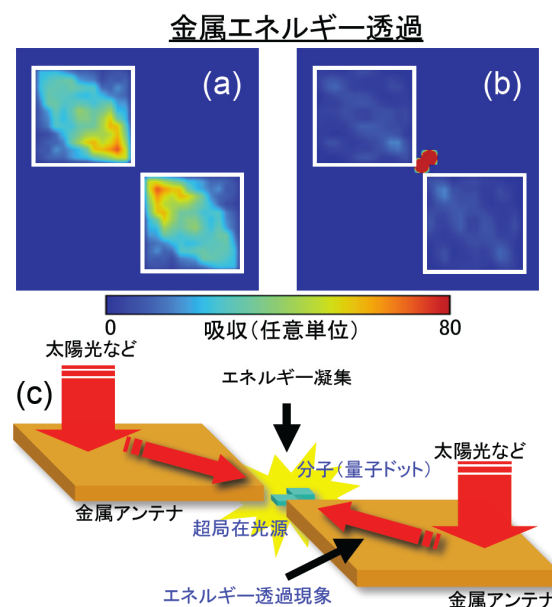 金属エネルギー透過
(a)
(b)
0
吸収(任意単位)
80
太陽光など
(c)
エネルギー凝集
太陽光など
分子(量子ドット)
金属アンテナ
超局在光源
エネルギー透過現象
金属アンテナ